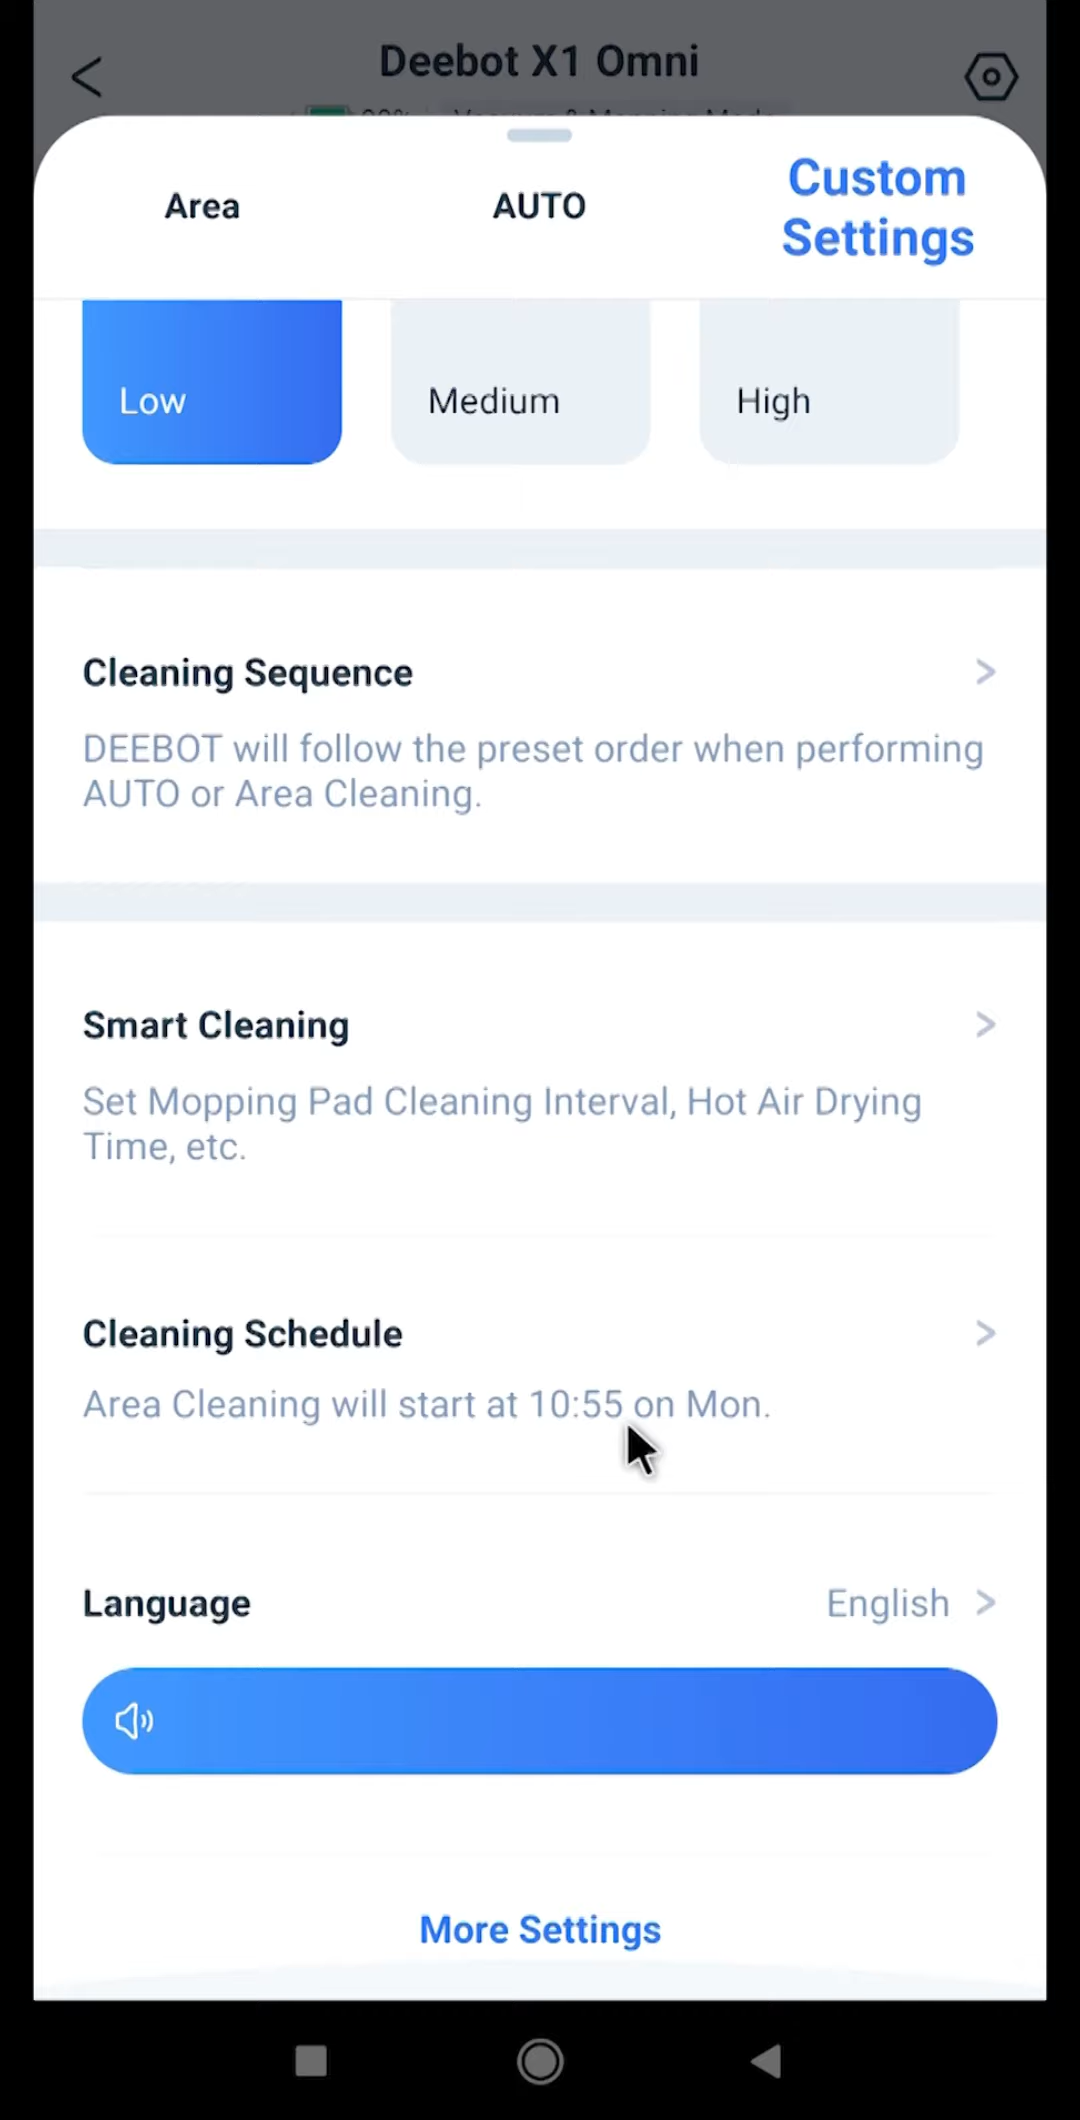 Deebot X1 Omni
Area
AUTO
Custom
Settings
Low
Medium
High
Cleaning Sequence
DEEBOT will follow the preset order when performing
AUTO or Area Cleaning.
Smart Cleaning
Set Mopping Pad Cleaning Interval, Hot Air Drying
Time, etc.
Cleaning Schedule
Area Cleaning will start at 10:55 on Mon.
Language
English
More Settings